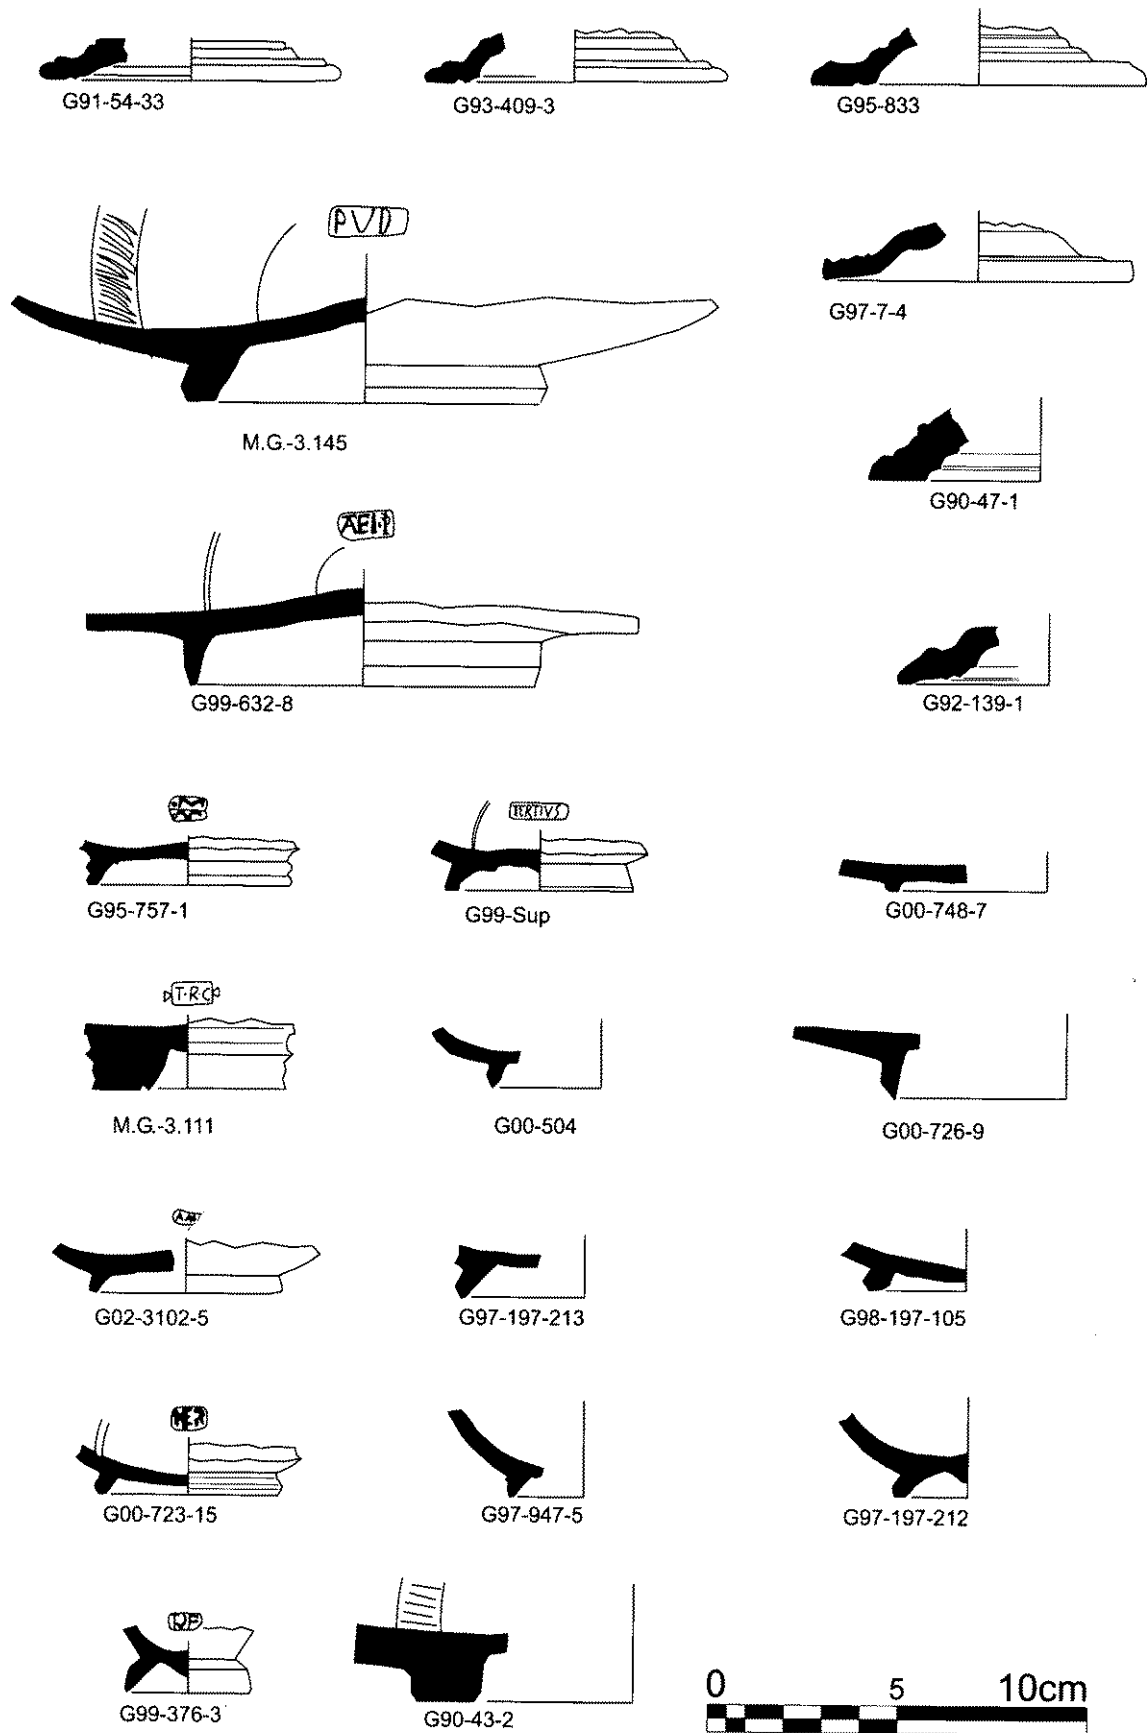 G91-54-33 G93-409-3 G95-833
PVD
G97-7-4
M.G.-3.145
G90-47-1
G99-632-8
G92-139-1
TERTIVS
G95-757-1 G99-Sup G00-748-7
T·R·C
M.G.-3.111 G00-504 G00-726-9
G02-3102-5 G97-197-213 G98-197-105
G00-723-15 G97-947-5 G97-197-212
G99-376-3 G90-43-2
0 5 10cm